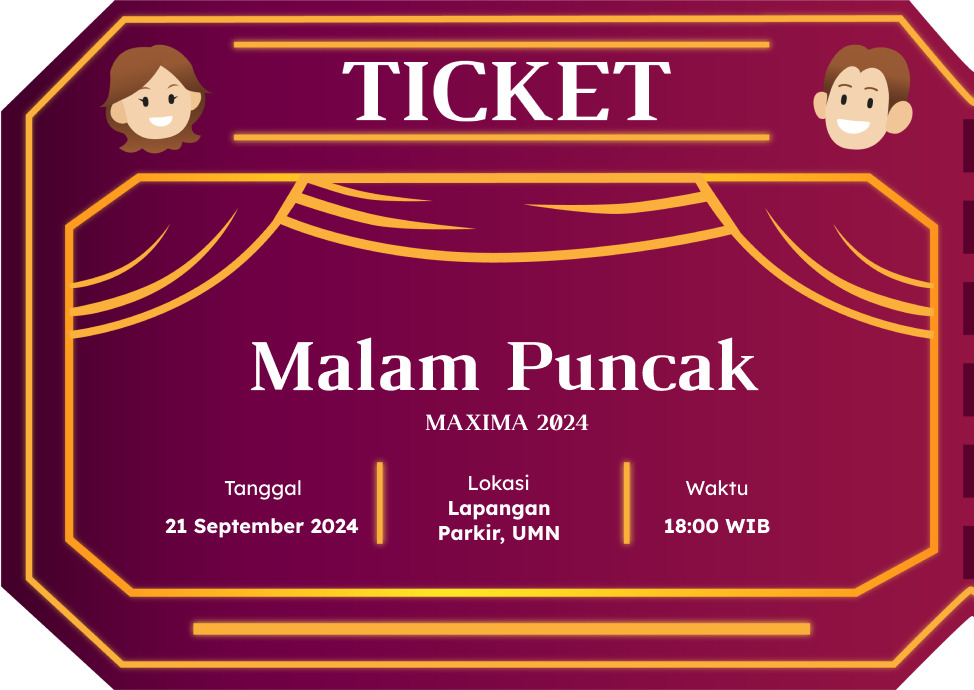 TICKET
Malam Puncak
MAXIMA 2024
Tanggal
21 September 2024
Lokasi
Lapangan
Parkir, UMN
Waktu
18:00 WIB